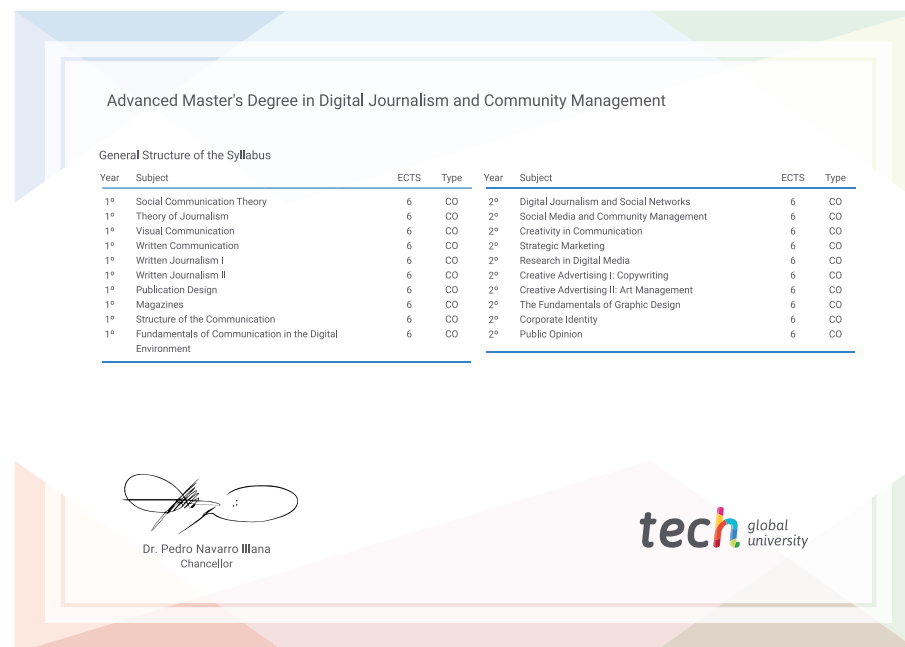 Advanced Master's Degree in Digital Journalism and Community Management
General Structure of the Syllabus
Year Subject ECTS Type
1º Social Communication Theory 6 CO
1º Theory of Journalism 6 CO
1º Visual Communication 6 CO
1º Written Communication 6 CO
1º Written Journalism I 6 CO
1º Written Journalism II 6 CO
1º Publication Design 6 CO
1º Magazines 6 CO
1º Structure of the Communication 6 CO
1º Fundamentals of Communication in the Digital 6 CO
Environment
Year Subject ECTS Type
2º Digital Journalism and Social Networks 6 CO
2º Social Media and Community Management 6 CO
2º Creativity in Communication 6 CO
2º Strategic Marketing 6 CO
2º Research in Digital Media 6 CO
2º Creative Advertising I: Copywriting 6 CO
2º Creative Advertising II: Art Management 6 CO
2º The Fundamentals of Graphic Design 6 CO
2º Corporate Identity 6 CO
2º Public Opinion 6 CO
Dr. Pedro Navarro Illana
Chancellor
tech global
university